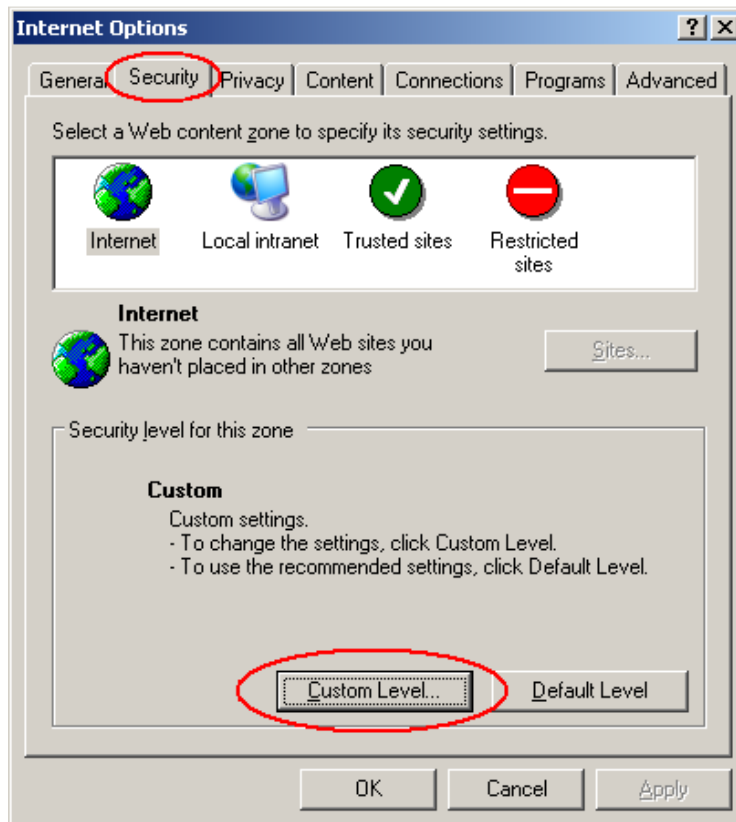 Internet Options
General Security Privacy Content Connections Programs Advanced
Select a Web content zone to specify its security settings.
Internet Local intranet Trusted sites Restricted
sites
Internet
This zone contains all Web sites you
haven't placed in other zones
Sites...
Security level for this zone
Custom
Custom settings.
- To change the settings, click Custom Level.
- To use the recommended settings, click Default Level.
Custom Level... Default Level
OK Cancel Apply